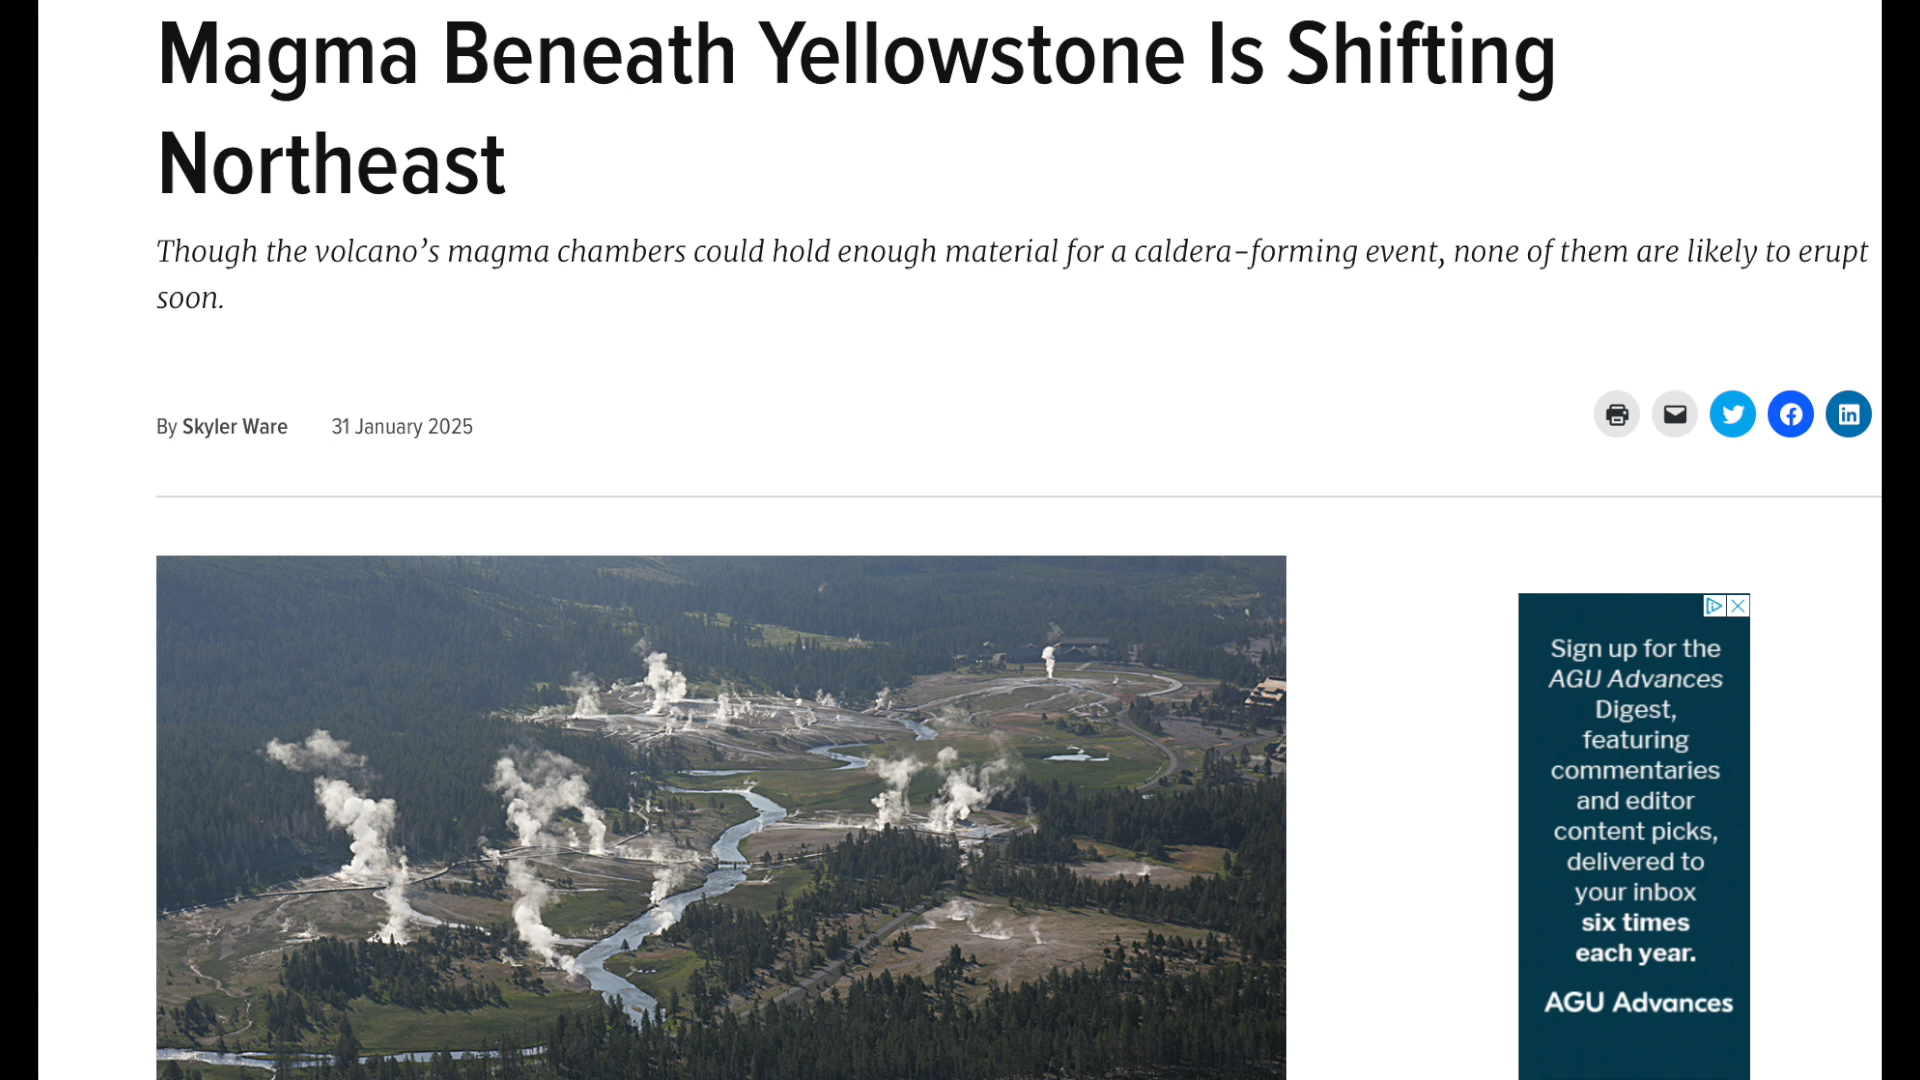 Magma Beneath Yellowstone Is Shifting
Northeast
Though the volcano’s magma chambers could hold enough material for a caldera-forming event, none of them are likely to erupt
soon.
By Skyler Ware 31 January 2025
Sign up for the
AGU Advances
Digest,
featuring
commentaries
and editor
content picks,
delivered to
your inbox
six times
each year.
AGU Advances